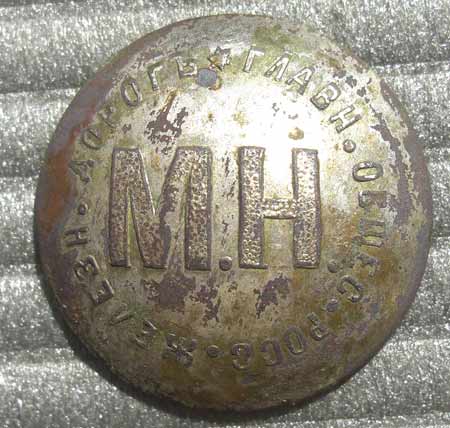 ГЛАВН · ОБЩЕС. · РОСС · ЖЕЛЕЗН · ДОРОГЪ
М.Н